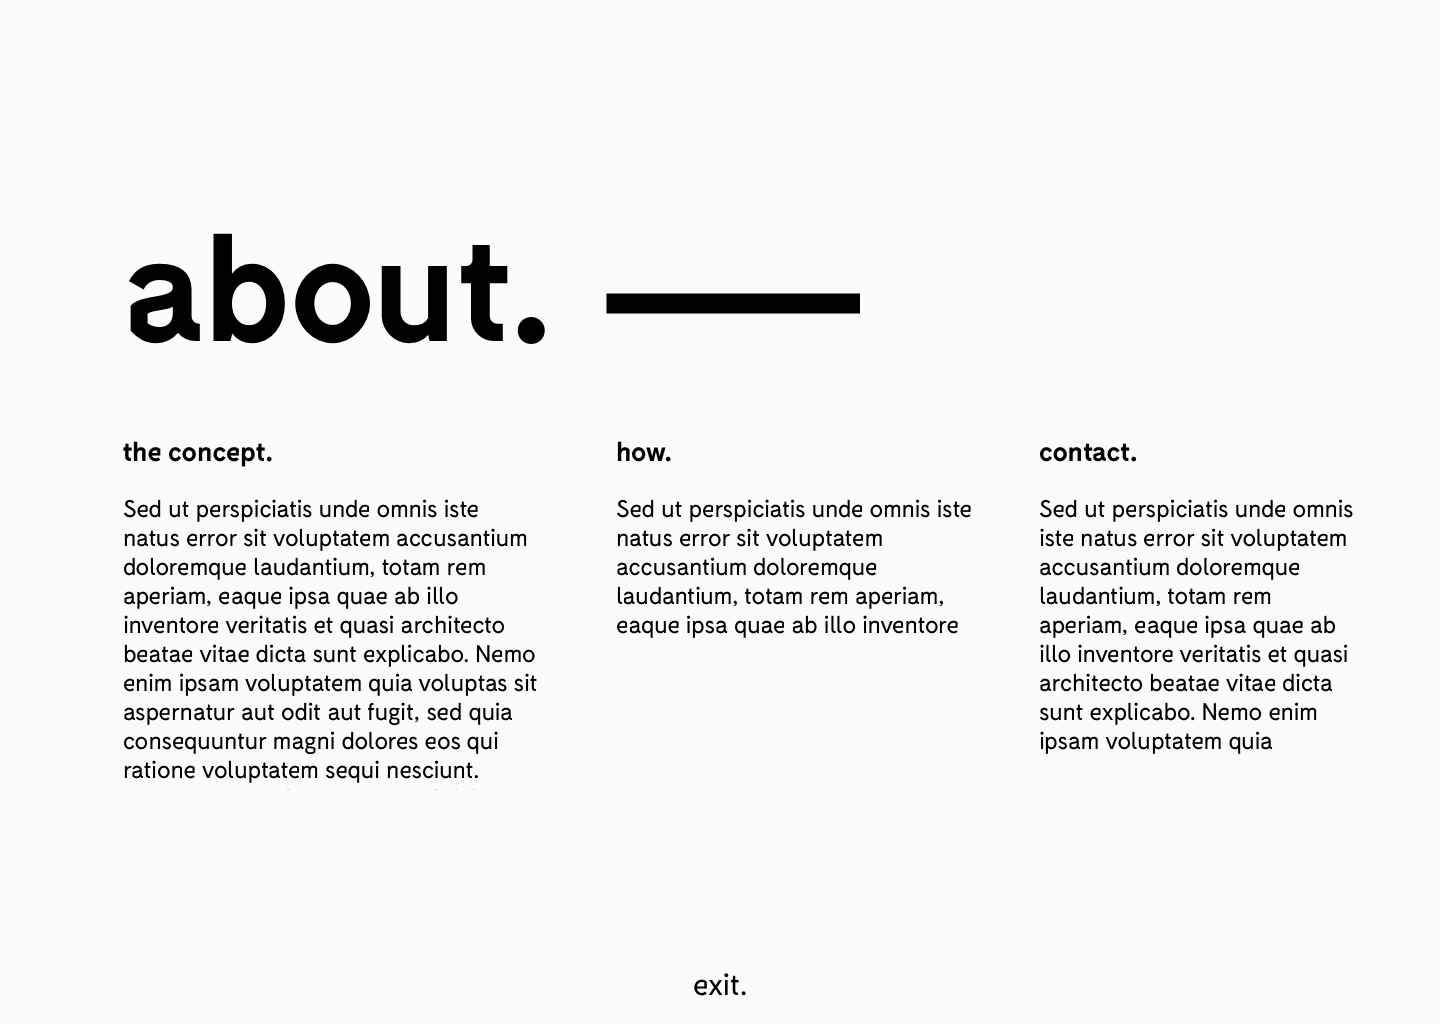 about.
the concept.
Sed ut perspiciatis unde omnis iste
natus error sit voluptatem accusantium
doloremque laudantium, totam rem
aperiam, eaque ipsa quae ab illo
inventore veritatis et quasi architecto
beatae vitae dicta sunt explicabo. Nemo
enim ipsam voluptatem quia voluptas sit
aspernatur aut odit aut fugit, sed quia
consequuntur magni dolores eos qui
ratione voluptatem sequi nesciunt.
how.
Sed ut perspiciatis unde omnis iste
natus error sit voluptatem
accusantium doloremque
laudantium, totam rem aperiam,
eaque ipsa quae ab illo inventore
contact.
Sed ut perspiciatis unde omnis
iste natus error sit voluptatem
accusantium doloremque
laudantium, totam rem
aperiam, eaque ipsa quae ab
illo inventore veritatis et quasi
architecto beatae vitae dicta
sunt explicabo. Nemo enim
ipsam voluptatem quia
exit.